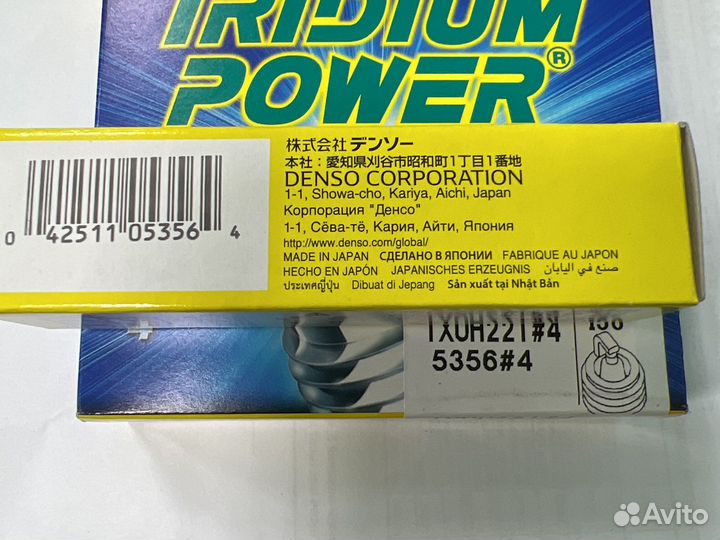 IRIDIUM
POWER®
株式会社 デンソー
本社：愛知県刈谷市昭和町1丁目1番地
DENSO CORPORATION
1-1, Showa-cho, Kariya, Aichi, Japan
Корпорация "Денсо"
1-1, Сёва-тё, Кария, Айти, Япония
http://www.denso.com/global/
MADE IN JAPAN СДЕЛАНО В ЯПОНИИ FABRIQUE AU JAPON
HECHO EN JAPÓN JAPANISCHES ERZEUGNIS صنع في اليابان
ประเทศญี่ปุ่น Dibuat di Jepang Sản xuất tại Nhật Bản
0 42511 05356 4
IXUH22I#4
5356#4
Avito